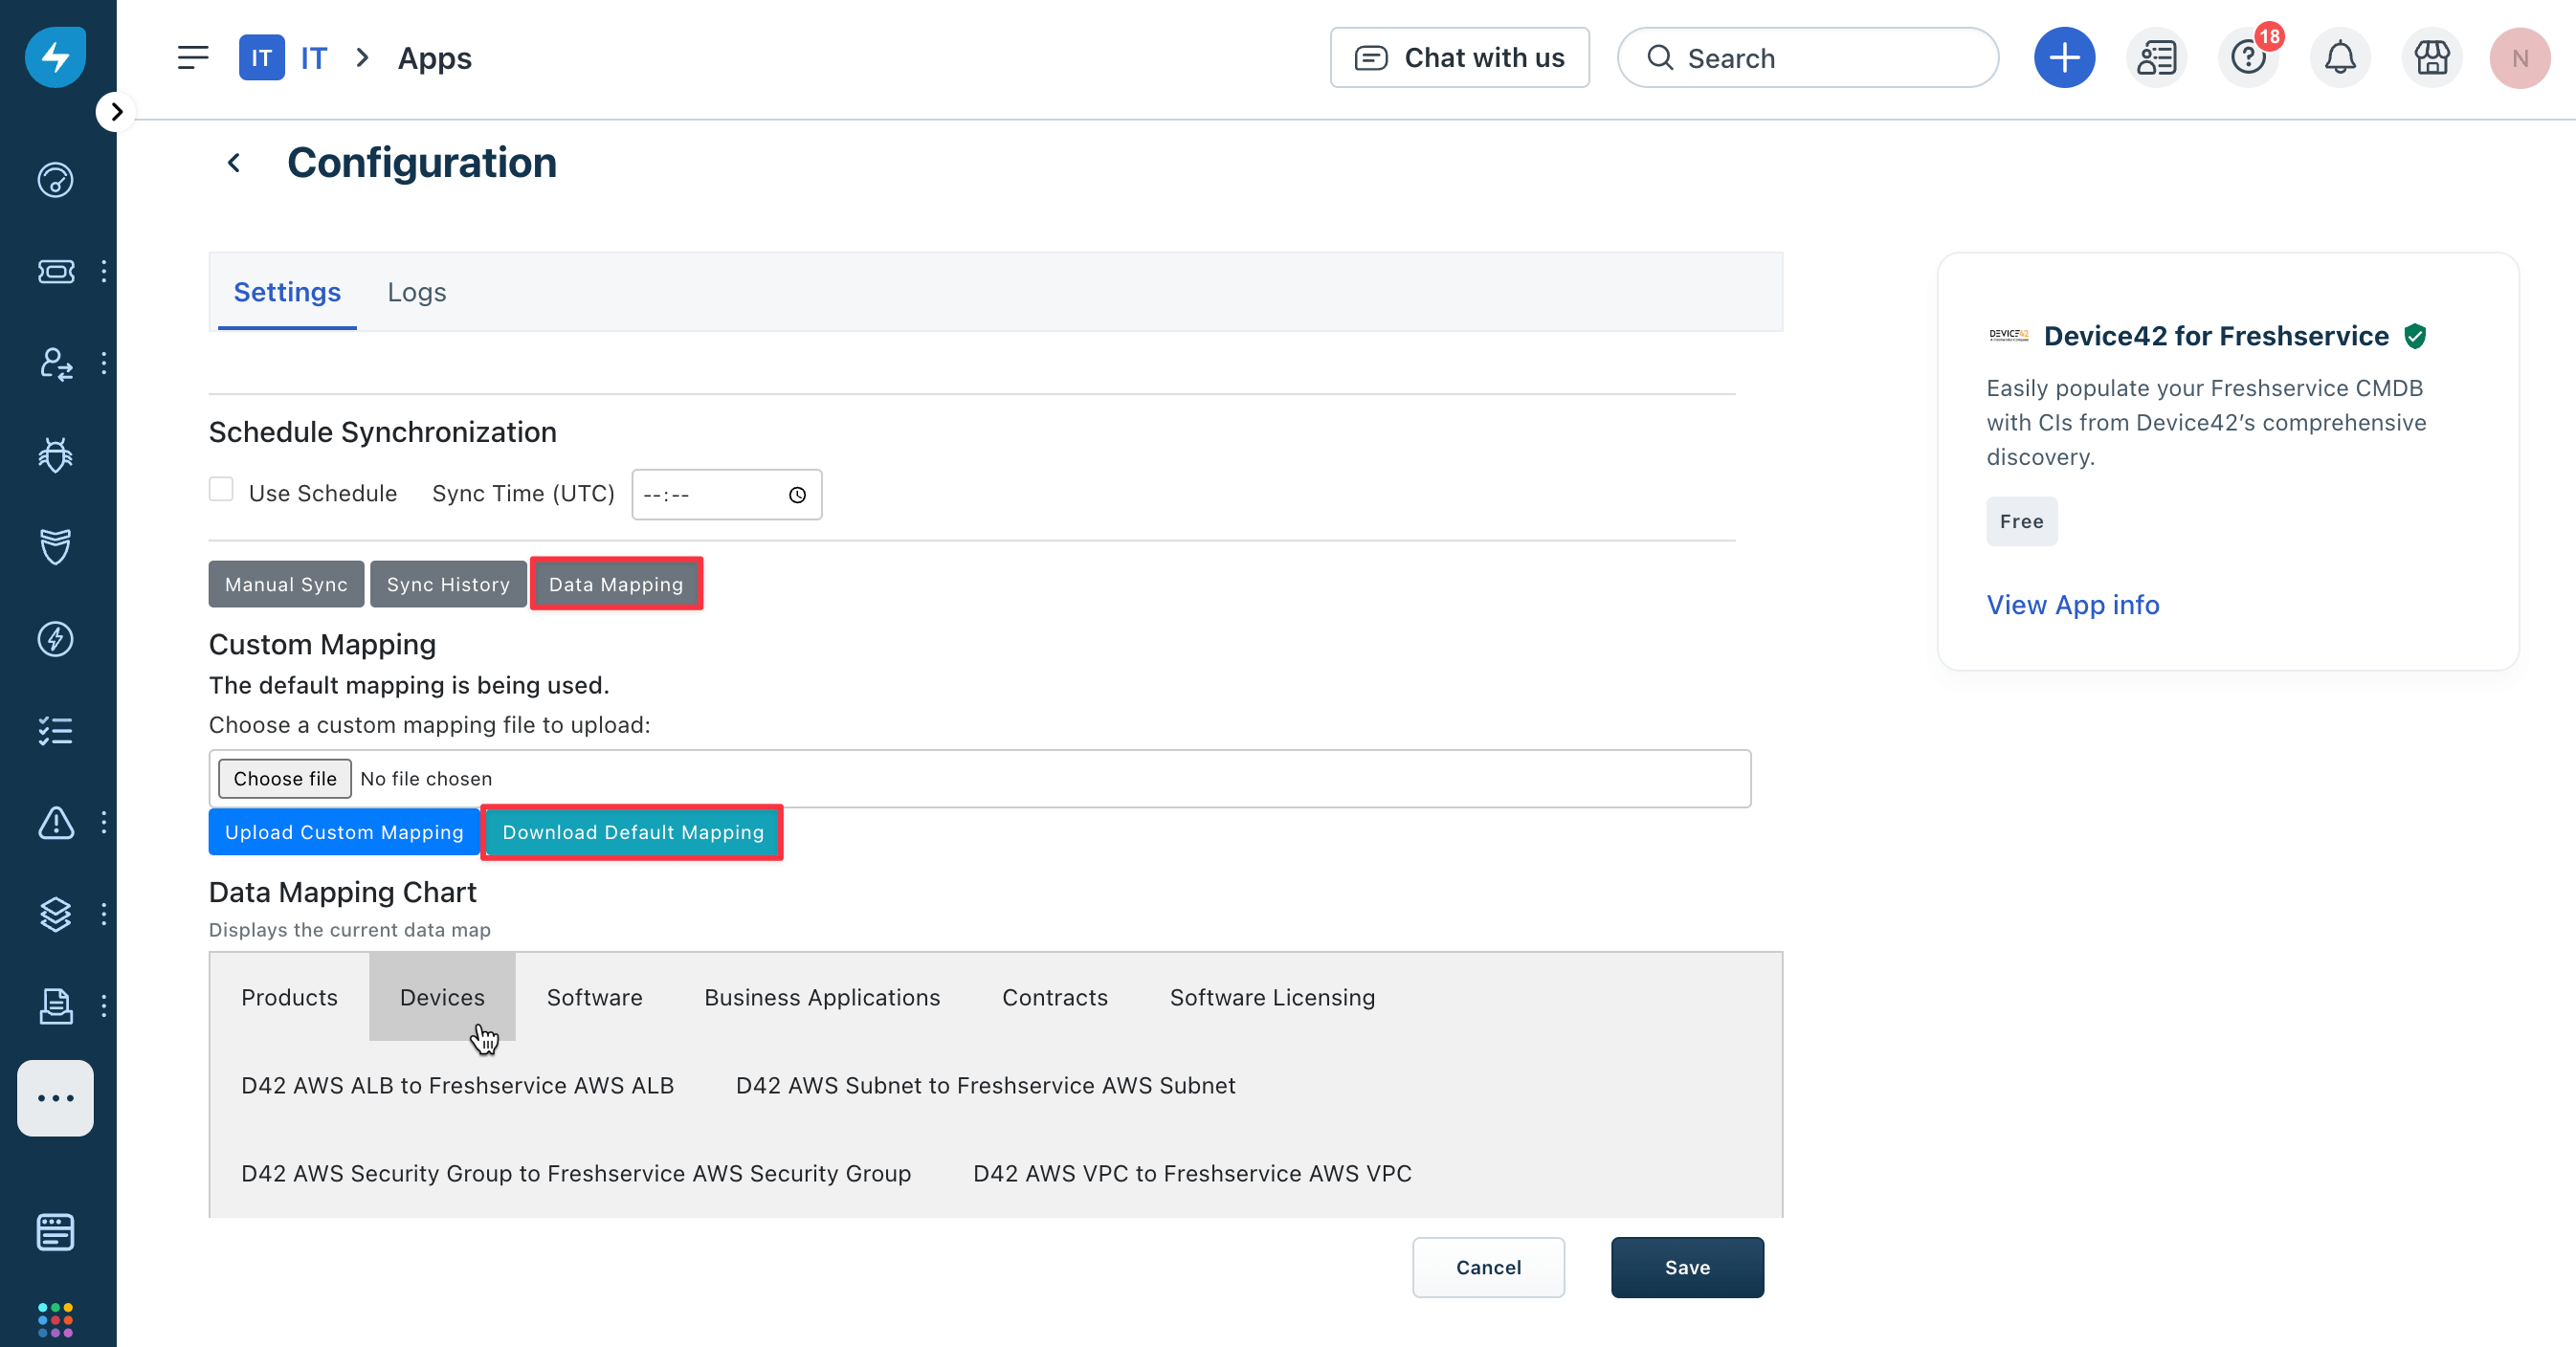 IT IT > Apps Chat with us Search 18 N
Configuration
Settings Logs
DEVICE42 Device42 for Freshservice
Easily populate your Freshservice CMDB
with CIs from Device42's comprehensive
discovery.
Free
View App info
Schedule Synchronization
Use Schedule Sync Time (UTC) --:--
Manual Sync Sync History Data Mapping
Custom Mapping
The default mapping is being used.
Choose a custom mapping file to upload:
Choose file No file chosen
Upload Custom Mapping Download Default Mapping
Data Mapping Chart
Displays the current data map
Products Devices Software Business Applications Contracts Software Licensing
D42 AWS ALB to Freshservice AWS ALB D42 AWS Subnet to Freshservice AWS Subnet
D42 AWS Security Group to Freshservice AWS Security Group D42 AWS VPC to Freshservice AWS VPC
Cancel Save